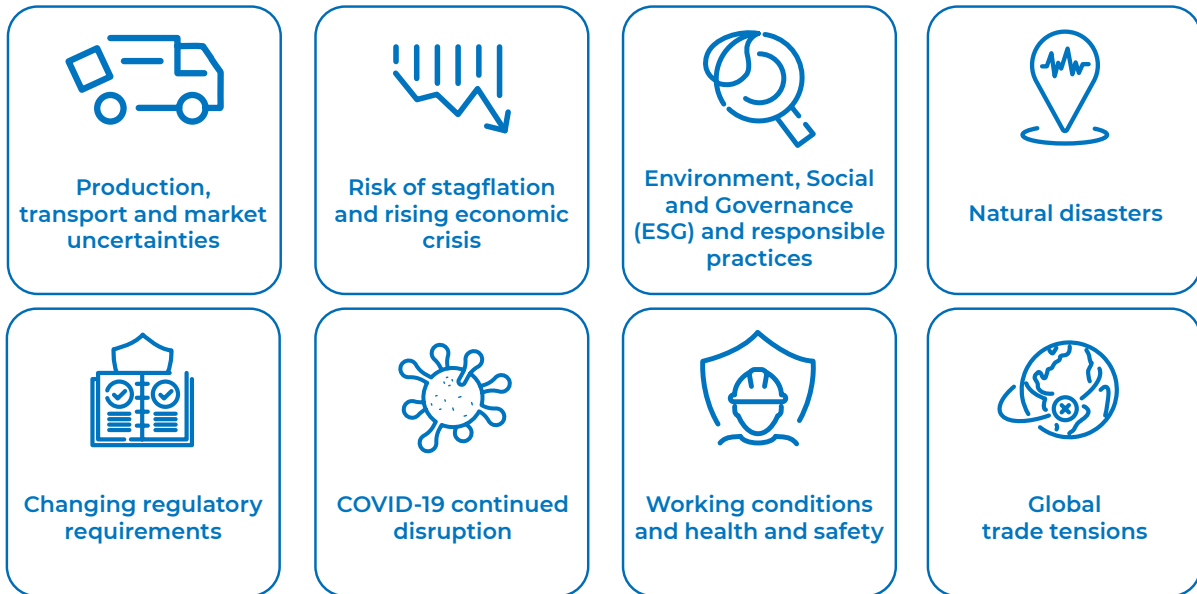 Production,
transport and market
uncertainties
Risk of stagflation
and rising economic
crisis
Environment, Social
and Governance
(ESG) and responsible
practices
Natural disasters
Changing regulatory
requirements
COVID-19 continued
disruption
Working conditions
and health and safety
Global
trade tensions